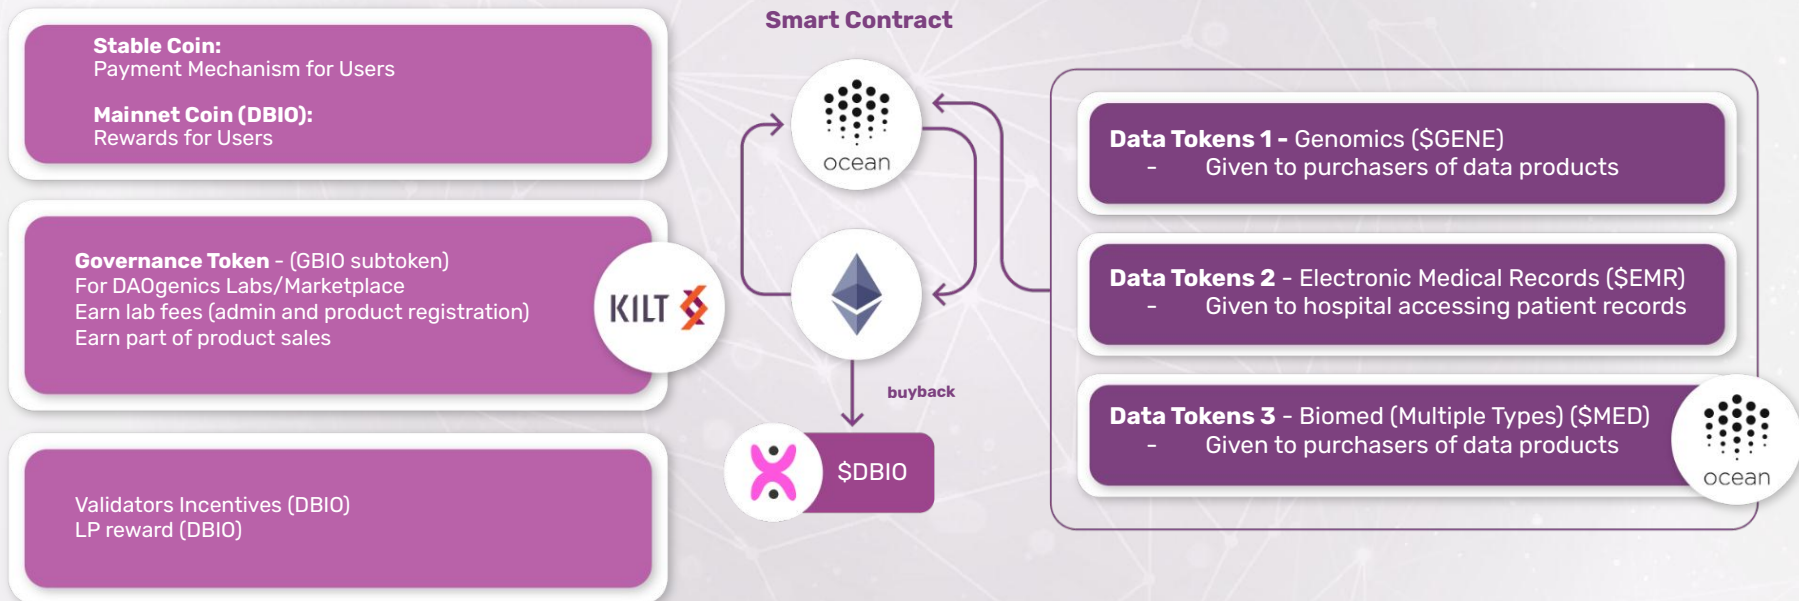 Stable Coin:
Payment Mechanism for Users
Mainnet Coin (DBIO):
Rewards for Users
Governance Token - (GBIO subtoken)
For DAOgenics Labs/Marketplace
Earn lab fees (admin and product registration)
Earn part of product sales
KILT
Validators Incentives (DBIO)
LP reward (DBIO)
Smart Contract
ocean
buyback
$DBIO
Data Tokens 1 - Genomics ($GENE)
- Given to purchasers of data products
Data Tokens 2 - Electronic Medical Records ($EMR)
- Given to hospital accessing patient records
Data Tokens 3 - Biomed (Multiple Types) ($MED)
- Given to purchasers of data products
ocean